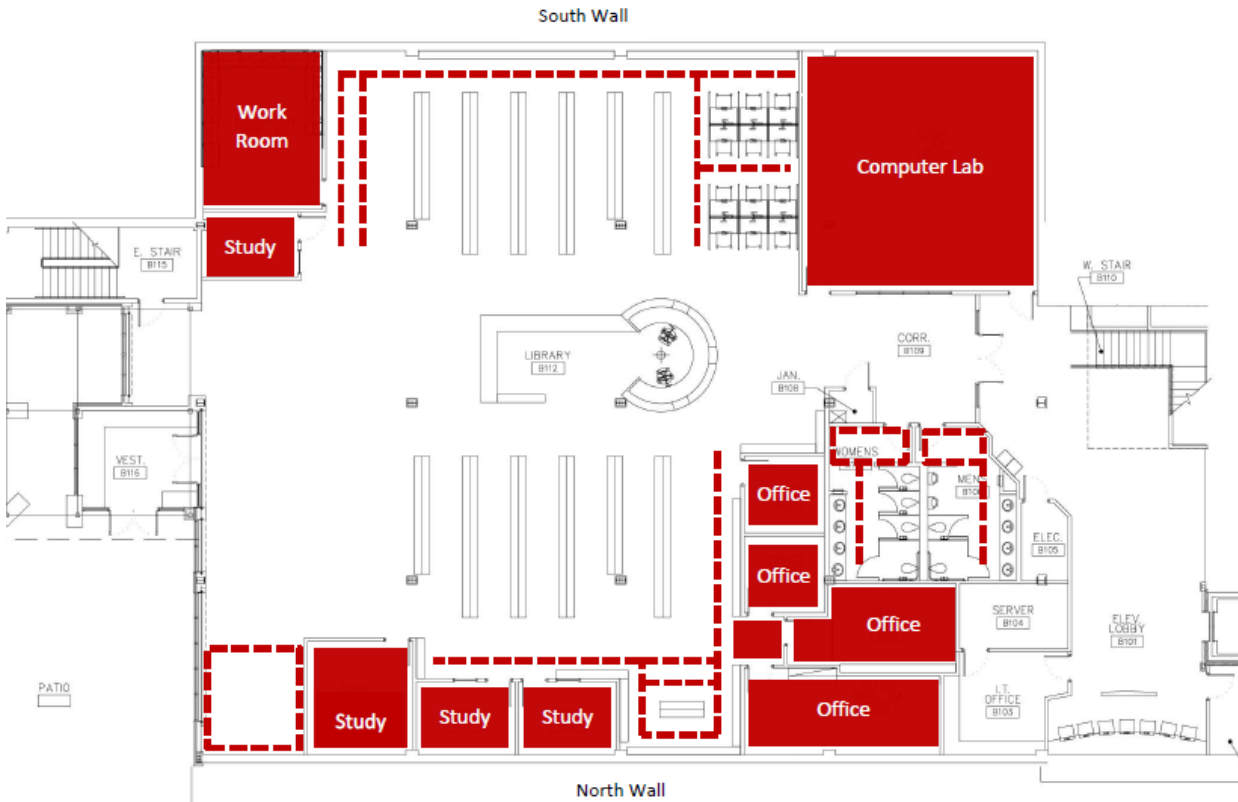 South Wall
Work
Room
Computer Lab
Study
E. STAIR
B115
W. STAIR
B110
LIBRARY
B112
CORR.
B109
JAN.
B108
VEST.
B116
WOMENS
MENS
Office
ELEC.
B105
Office
Office
SERVER
B104
ELEV.
LOBBY
B101
PATIO
Study
Study
Study
Office
I.T.
OFFICE
B103
North Wall